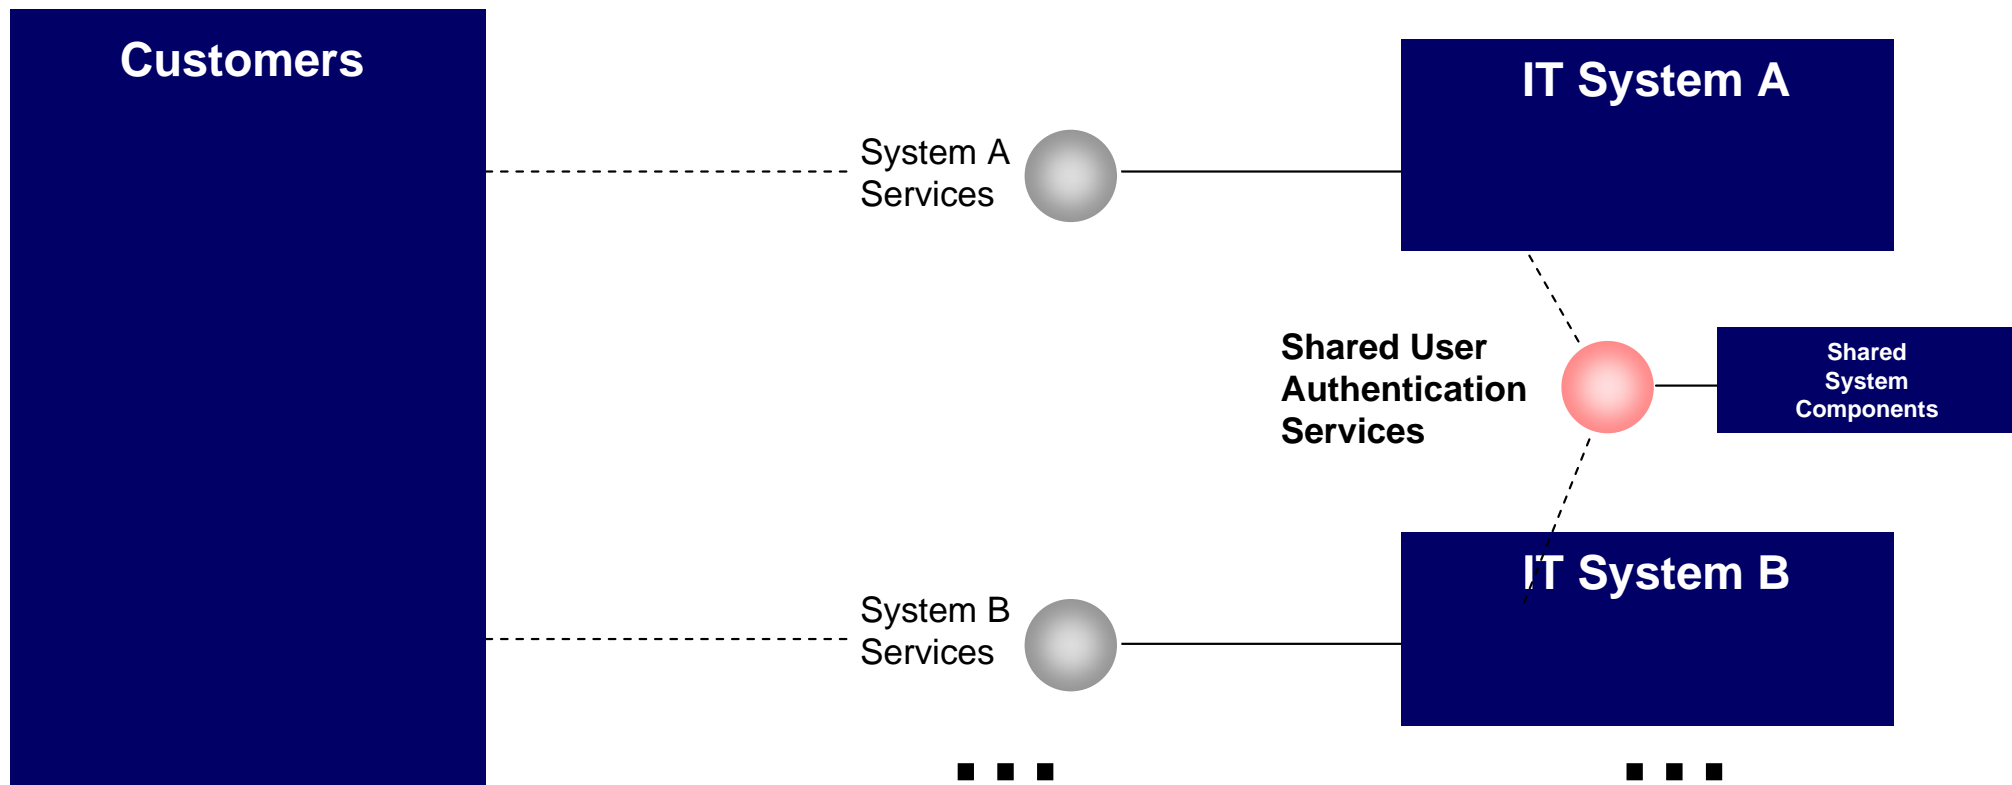 Customers
IT System A
System A
Services
Shared User
Authentication
Services
Shared
System
Components
IT System B
System B
Services